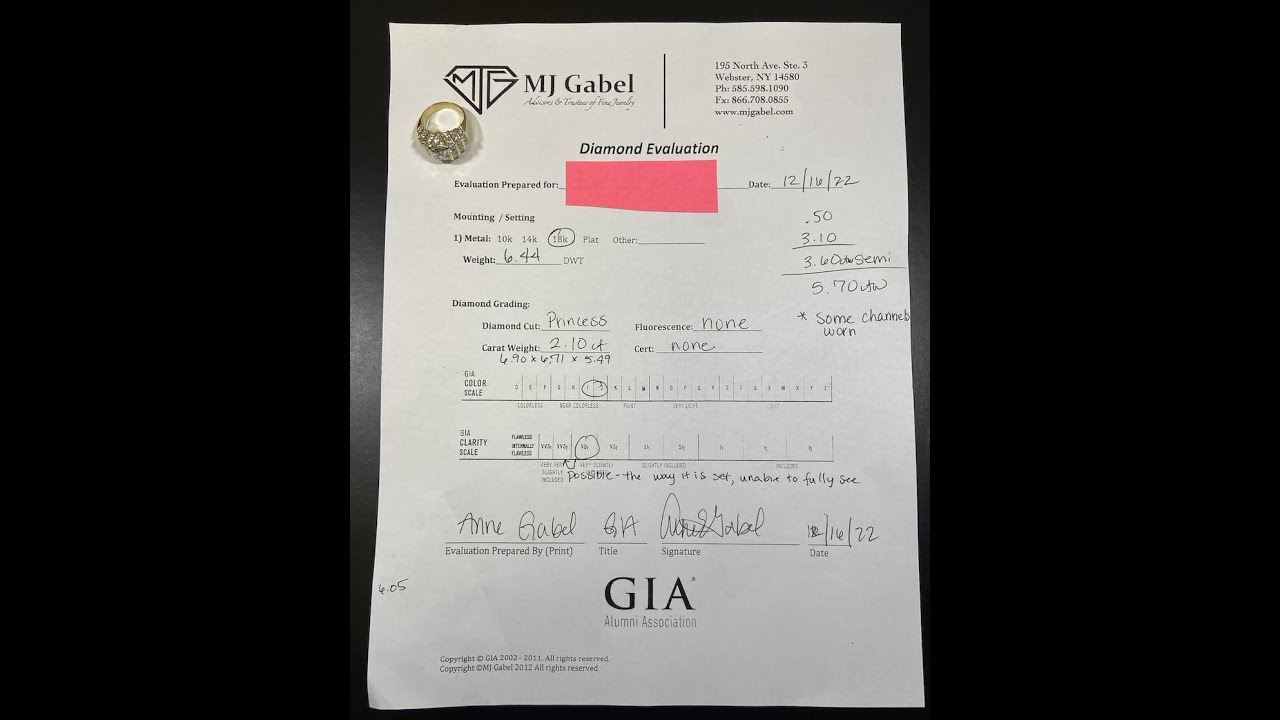 MJG MJ Gabel
Advisors & Trustees of Fine Jewelry
195 North Ave. Ste. 3
Webster, NY 14580
Ph: 585.598.1090
Fx: 866.708.0855
www.mjgabel.com
Diamond Evaluation
Evaluation Prepared for: Date: 12/16/22
Mounting / Setting
.50
1) Metal: 10k 14k 18k Plat Other:
3.10
Weight: 6.44 DWT
3.60ctw Semi
5.70ctw
Diamond Grading:
* Some channels
worn
Diamond Cut: Princess Fluorescence: none
Carat Weight: 2.10 ct Cert: none
6.90 x 6.71 x 5.49
GIA
COLOR
SCALE
D E F G H I J K L M N O P Q R S T U V W X Y Z
COLORLESS NEAR COLORLESS FAINT VERY LIGHT LIGHT
GIA
CLARITY
SCALE
FLAWLESS
INTERNALLY
FLAWLESS
VVS1 VVS2 VS1 VS2 SI1 SI2 I1 I2 I3
VERY VERY
SLIGHTLY
INCLUDED
VERY SLIGHTLY
SLIGHTLY INCLUDED
INCLUDED
possible - the way it is set, unable to fully see
Anne Gabel GIA Anne Gabel 12/16/22
Evaluation Prepared By (Print) Title Signature Date
6.05
GIA®
Alumni Association
Copyright © GIA 2002 - 2011. All rights reserved.
Copyright ©MJ Gabel 2012 All rights reserved